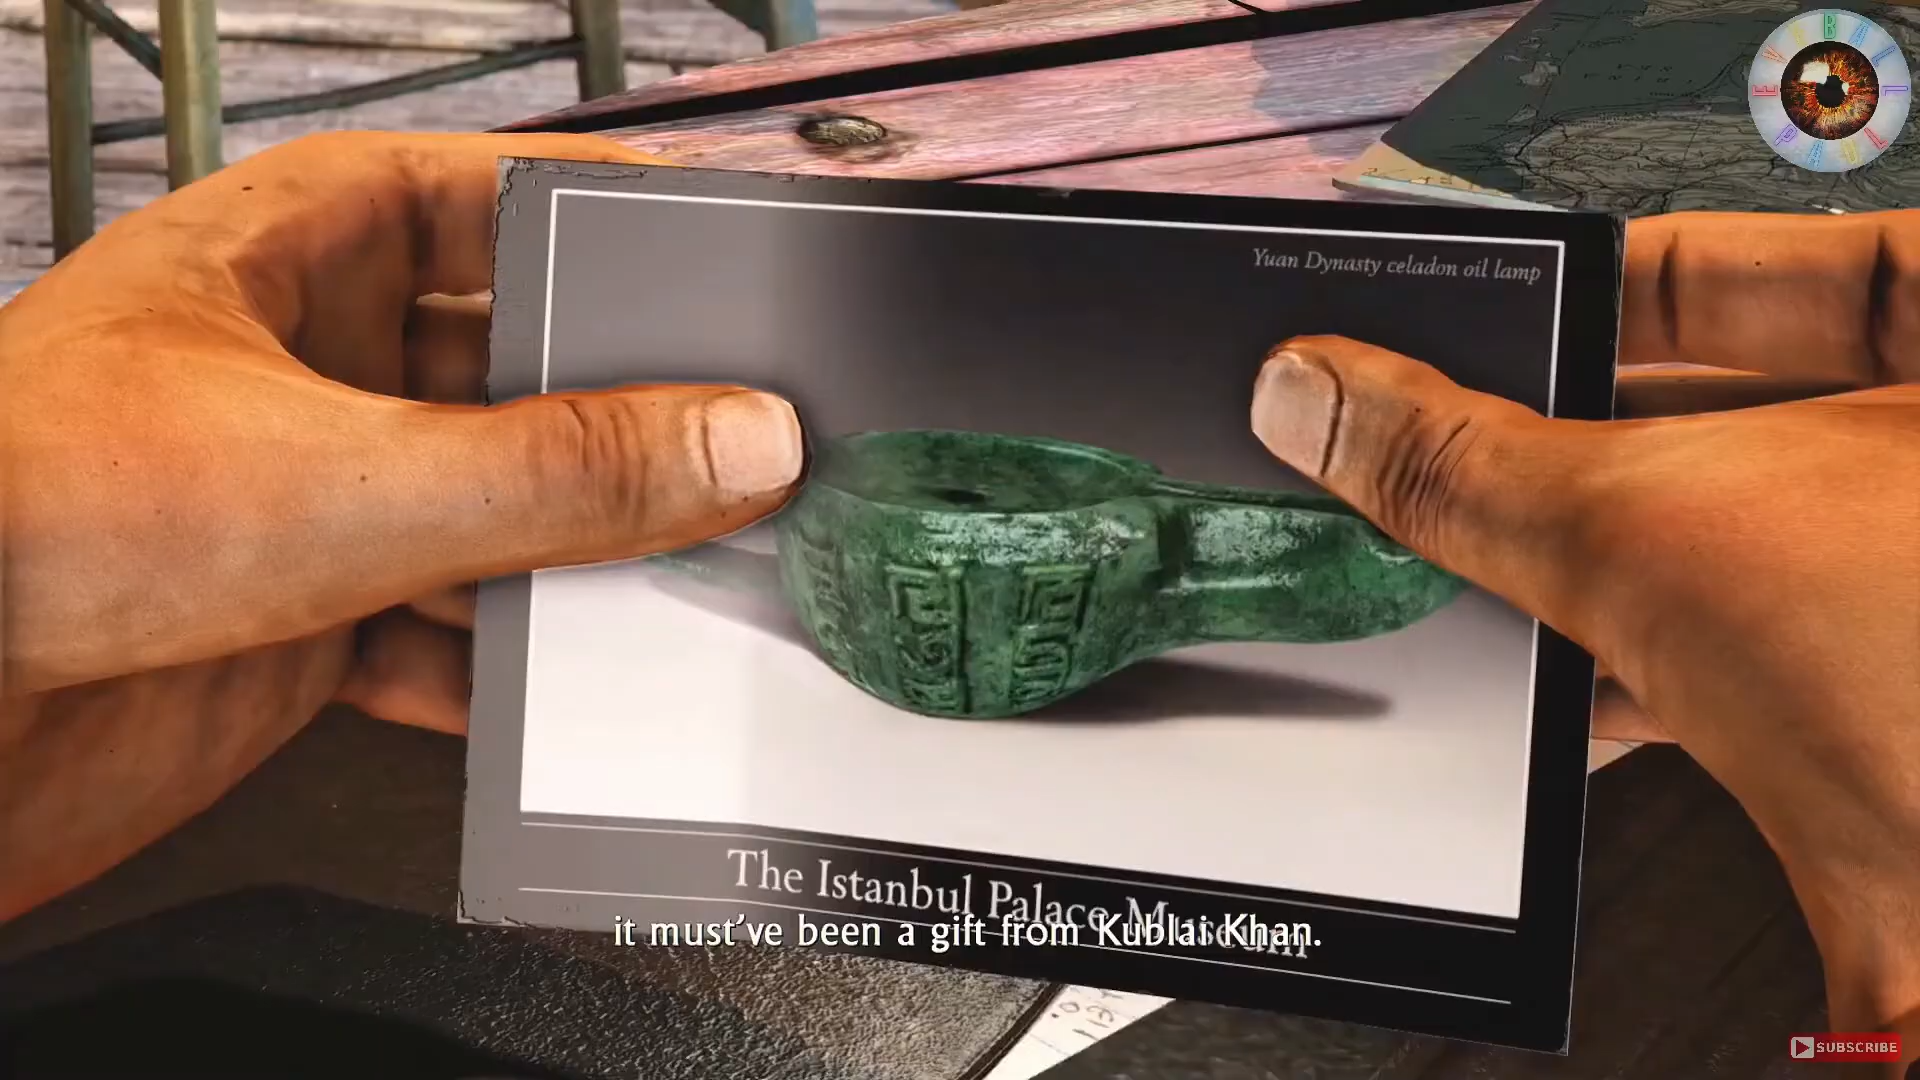 Yuan Dynasty celadon oil lamp
The Istanbul Palace Museum
it must've been a gift from Kublai Khan.
SUBSCRIBE